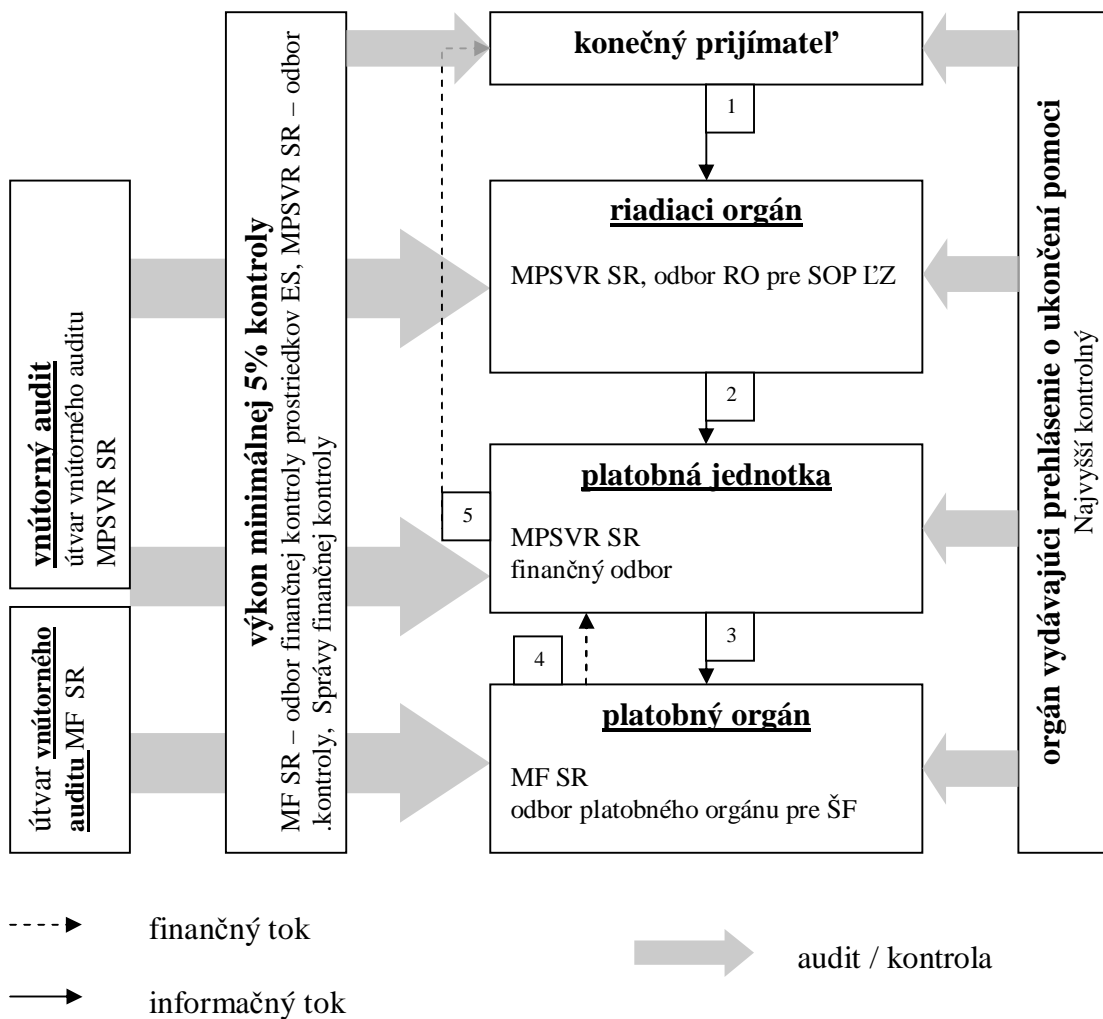 konečný prijímateľ
1
riadiaci orgán
MPSVR SR, odbor RO pre SOP ĽZ
2
platobná jednotka
MPSVR SR
finančný odbor
5
3
4
platobný orgán
MF SR
odbor platobného orgánu pre ŠF
vnútorný audit
útvar vnútorného auditu
MPSVR SR
útvar vnútorného
auditu MF SR
výkon minimálnej 5% kontroly
MF SR – odbor finančnej kontroly prostriedkov ES, MPSVR SR – odbor
.kontroly, Správy finančnej kontroly
orgán vydávajúci prehlásenie o ukončení pomoci
Najvyšší kontrolný
finančný tok
informačný tok
audit / kontrola